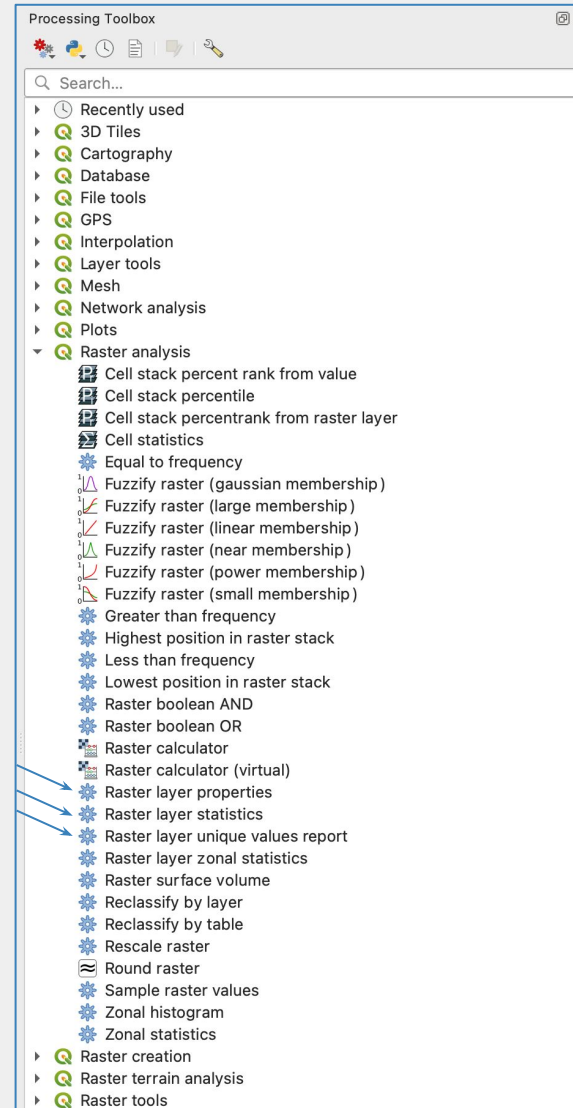 Processing Toolbox
Search...
Recently used
3D Tiles
Cartography
Database
File tools
GPS
Interpolation
Layer tools
Mesh
Network analysis
Plots
Raster analysis
Cell stack percent rank from value
Cell stack percentile
Cell stack percentrank from raster layer
Cell statistics
Equal to frequency
Fuzzify raster (gaussian membership)
Fuzzify raster (large membership)
Fuzzify raster (linear membership)
Fuzzify raster (near membership)
Fuzzify raster (power membership)
Fuzzify raster (small membership)
Greater than frequency
Highest position in raster stack
Less than frequency
Lowest position in raster stack
Raster boolean AND
Raster boolean OR
Raster calculator
Raster calculator (virtual)
Raster layer properties
Raster layer statistics
Raster layer unique values report
Raster layer zonal statistics
Raster surface volume
Reclassify by layer
Reclassify by table
Rescale raster
Round raster
Sample raster values
Zonal histogram
Zonal statistics
Raster creation
Raster terrain analysis
Raster tools